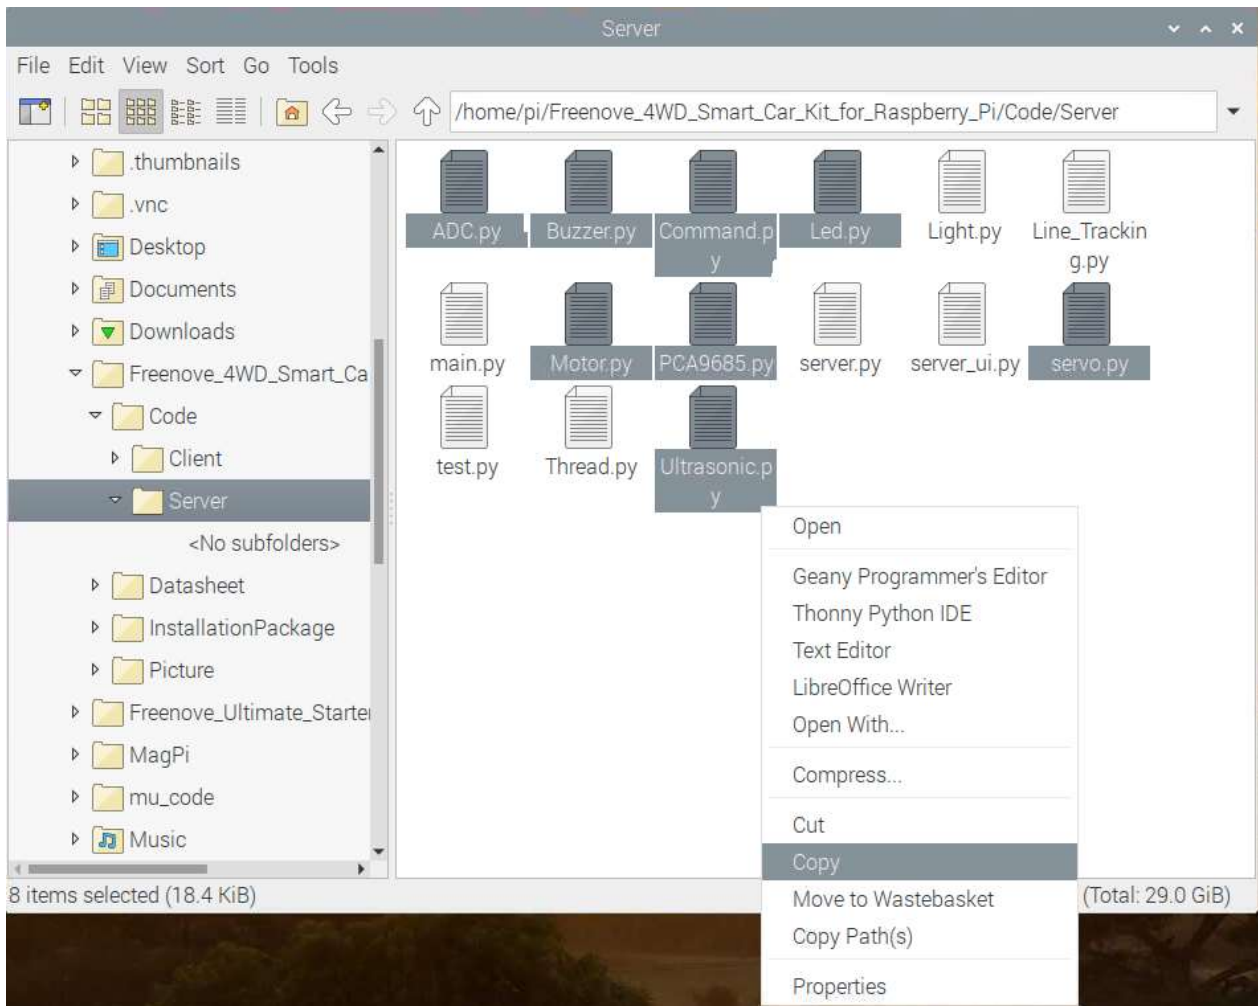 Server
File Edit View Sort Go Tools
/home/pi/Freenove_4WD_Smart_Car_Kit_for_Raspberry_Pi/Code/Server
.thumbnails
.vnc
Desktop
Documents
Downloads
Freenove_4WD_Smart_Ca
Code
Client
Server
<No subfolders>
Datasheet
InstallationPackage
Picture
Freenove_Ultimate_Starte
MagPi
mu_code
Music
ADC.py Buzzer.py Command.p Led.py Light.py Line_Trackin
y g.py
main.py Motor.py PCA9685.py server.py server_ui.py servo.py
test.py Thread.py Ultrasonic.p
y
Open
Geany Programmer's Editor
Thonny Python IDE
Text Editor
LibreOffice Writer
Open With...
Compress...
Cut
Copy
Move to Wastebasket
Copy Path(s)
Properties
8 items selected (18.4 KiB) (Total: 29.0 GiB)